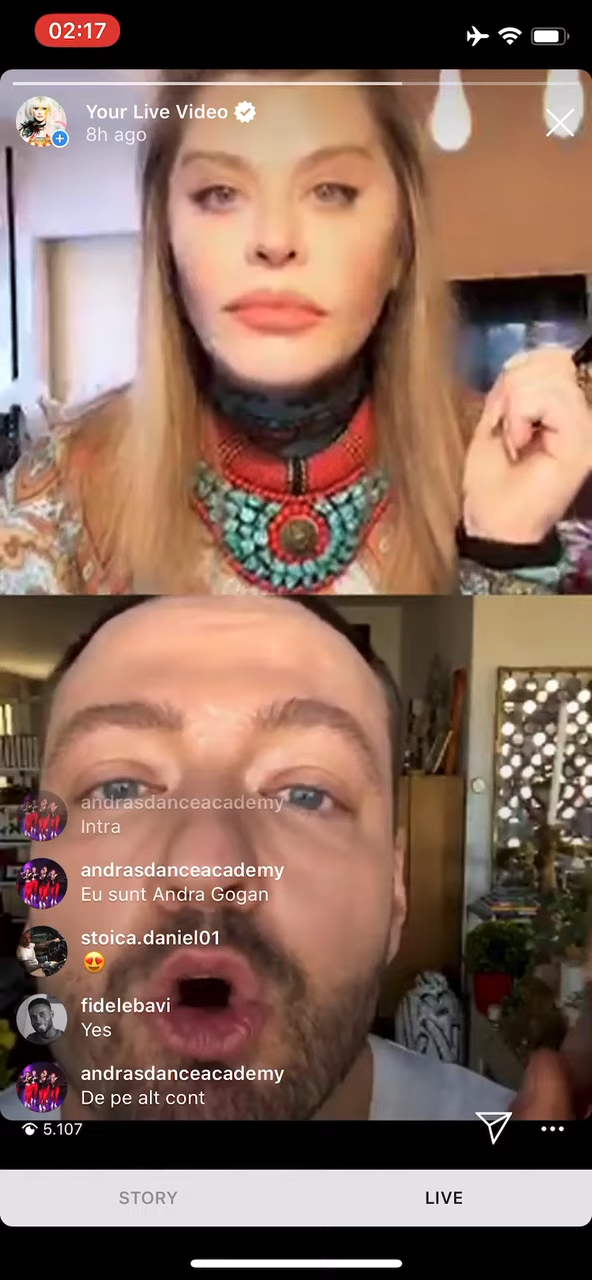 02:17
Your Live Video
8h ago
andrasdanceacademy
Intra
andrasdanceacademy
Eu sunt Andra Gogan
stoica.daniel01
😍
fidelebavi
Yes
andrasdanceacademy
De pe alt cont
5.107
STORY
LIVE